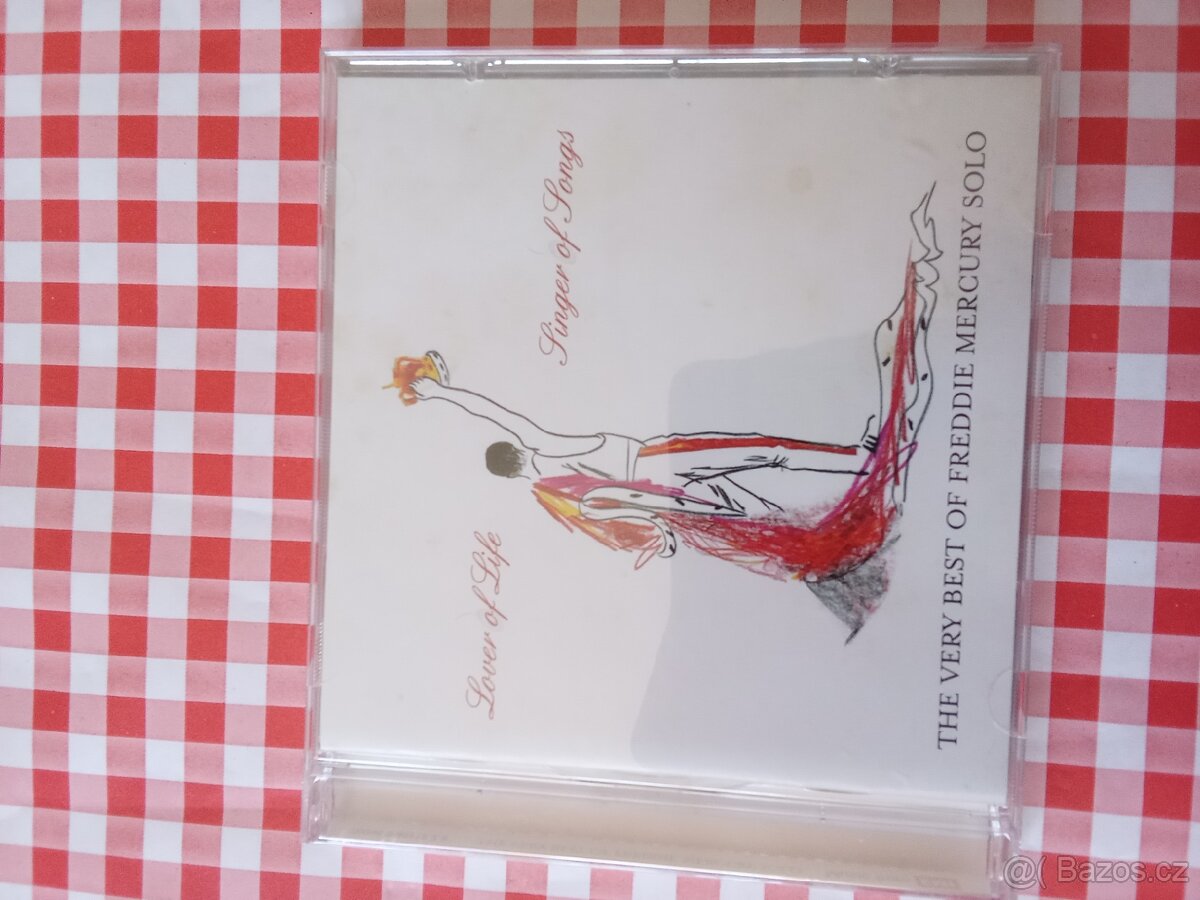 Lover of Life
Singer of Songs
THE VERY BEST OF FREDDIE MERCURY SOLO
@( Bazos.cz